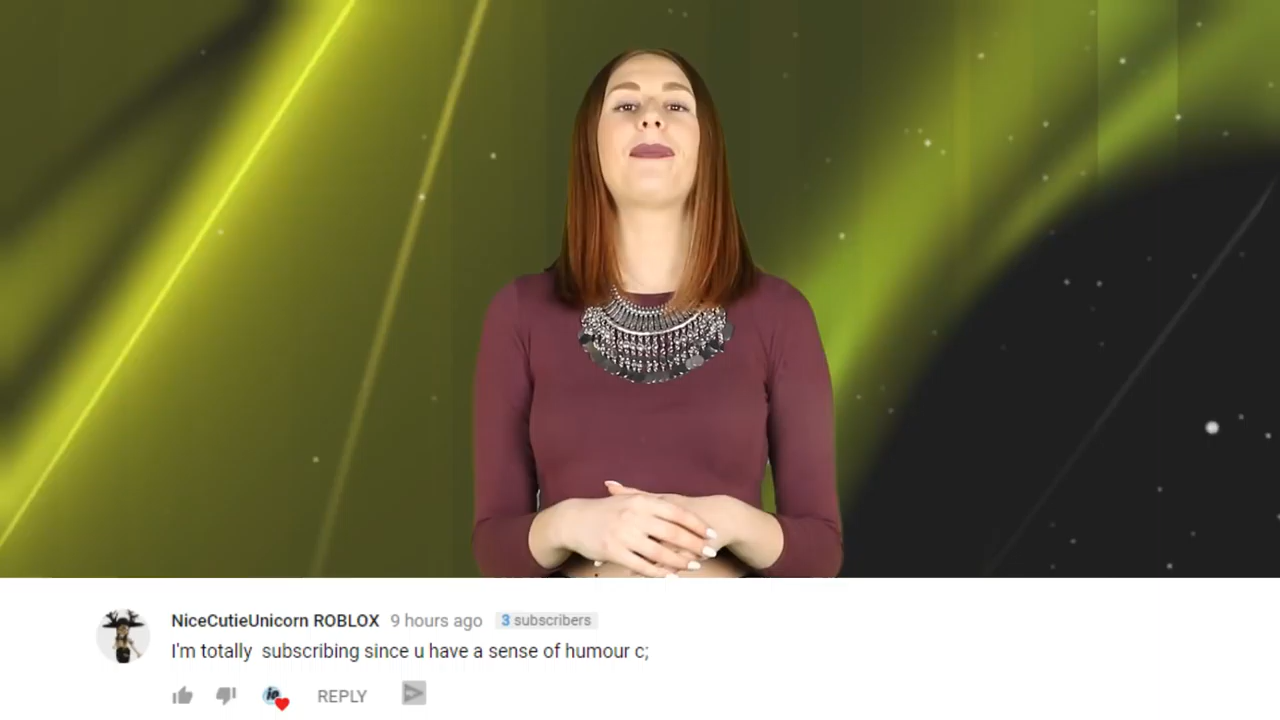 NiceCutieUnicorn ROBLOX 9 hours ago 3 subscribers
I'm totally  subscribing since u have a sense of humour c;
REPLY